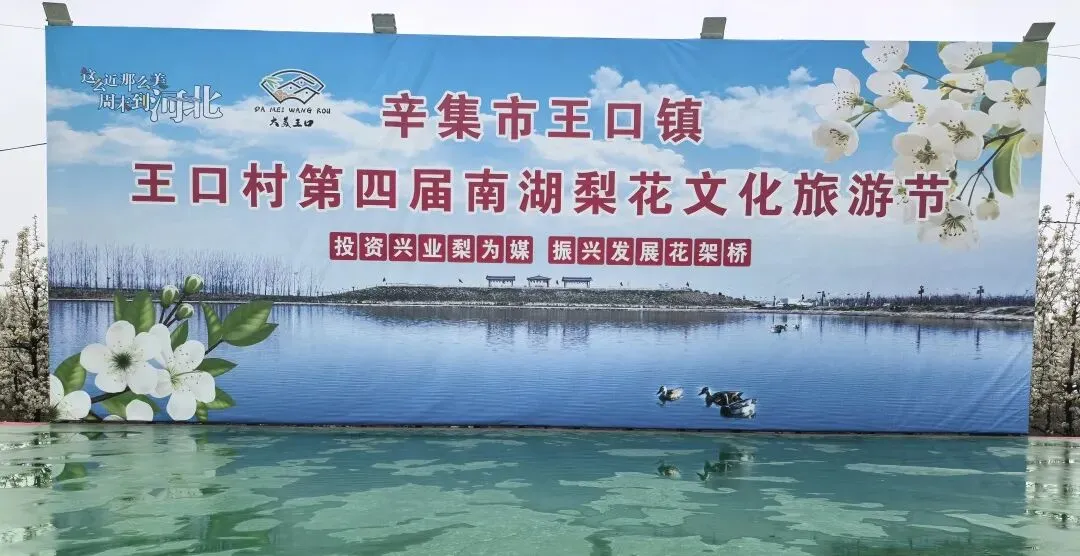 这么近那么美
周末到河北
DA MEI WANG KOU
大美王口
辛集市王口镇
王口村第四届南湖梨花文化旅游节
投资兴业梨为媒 振兴发展花架桥